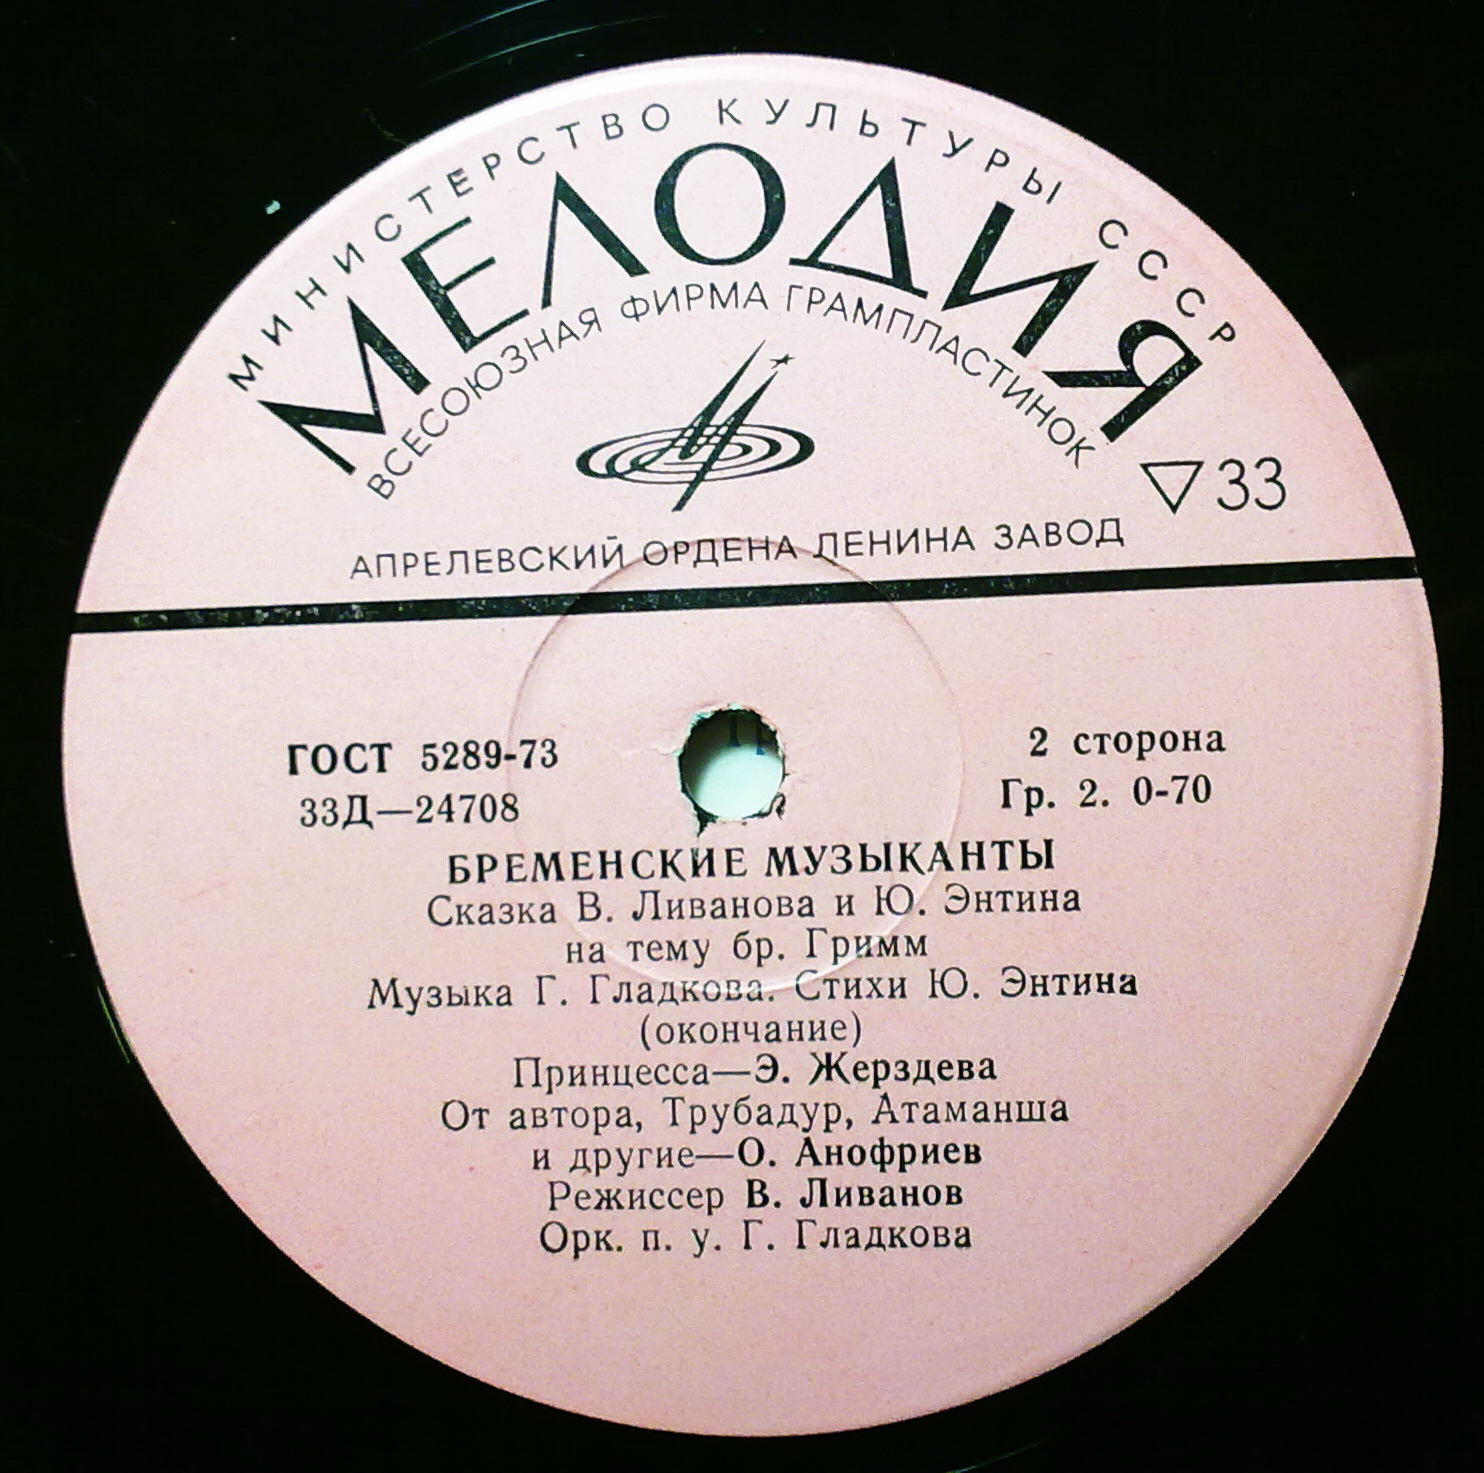 МИНИСТЕРСТВО КУЛЬТУРЫ СССР
МЕЛОДИЯ
ВСЕСОЮЗНАЯ ФИРМА ГРАМПЛАСТИНОК
▽33
АПРЕЛЕВСКИЙ ОРДЕНА ЛЕНИНА ЗАВОД
ГОСТ 5289-73
33Д—24708
2 сторона
Гр. 2. 0-70
БРЕМЕНСКИЕ МУЗЫКАНТЫ
Сказка В. Ливанова и Ю. Энтина
на тему бр. Гримм
Музыка Г. Гладкова. Стихи Ю. Энтина
(окончание)
Принцесса—Э. Жерздева
От автора, Трубадур, Атаманша
и другие—О. Анофриев
Режиссер В. Ливанов
Орк. п. у. Г. Гладкова